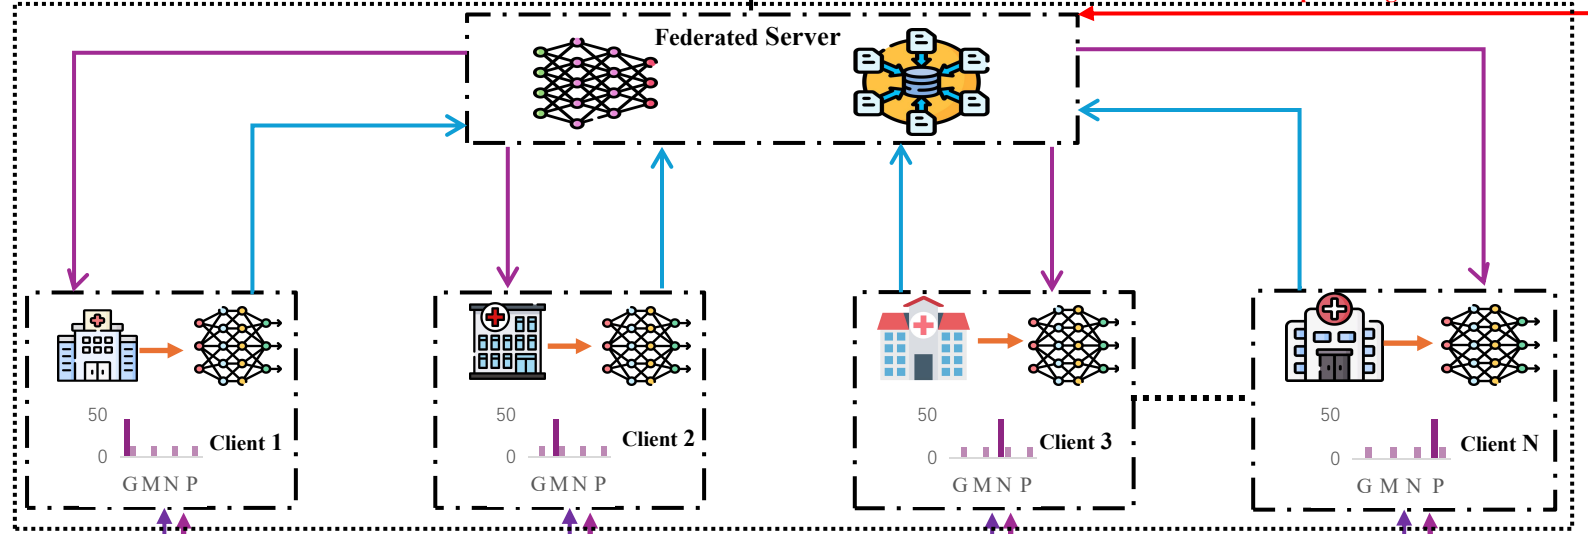 Federated Server
50
0
Client 1
G M N P
50
0
Client 2
G M N P
50
0
Client 3
G M N P
50
0
Client N
G M N P